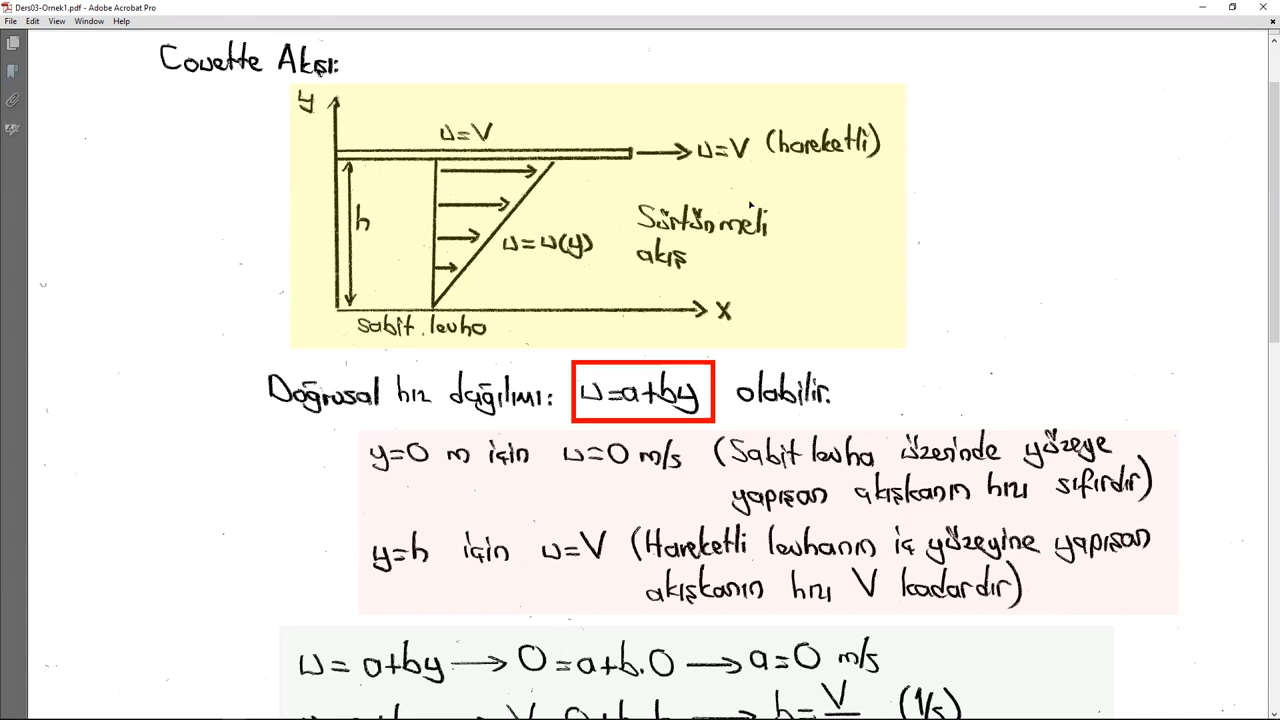 Ders03-Ornek1.pdf - Adobe Acrobat Pro
File Edit View Window Help
Couette Akışı:
y
u=V
u=V (hareketli)
h
u=u(y)
Sürtünmeli
akış
x
sabit levha
Doğrusal hız dağılımı: u=a+by olabilir.
y=0 m için u=0 m/s (Sabit levha üzerinde yüzeye
yapışan akışkanın hızı sıfırdır)
y=h için u=V (Hareketli levhanın iç yüzeyine yapışan
akışkanın hızı V kadardır)
u=a+by → 0=a+b.0 → a=0 m/s
V (1/s)